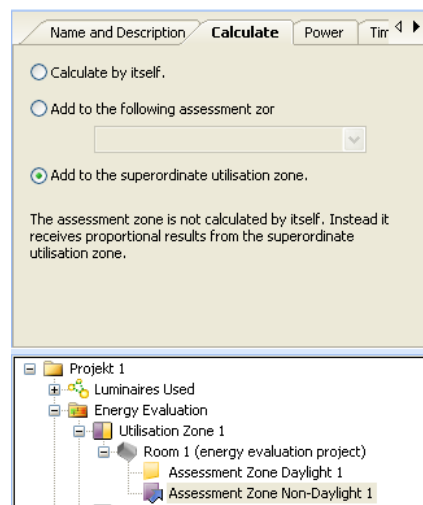 Name and Description Calculate Power Tim
Calculate by itself.
Add to the following assessment zor
Add to the superordinate utilisation zone.
The assessment zone is not calculated by itself. Instead it
receives proportional results from the superordinate
utilisation zone.
Projekt 1
Luminaires Used
Energy Evaluation
Utilisation Zone 1
Room 1 (energy evaluation project)
Assessment Zone Daylight 1
Assessment Zone Non-Daylight 1